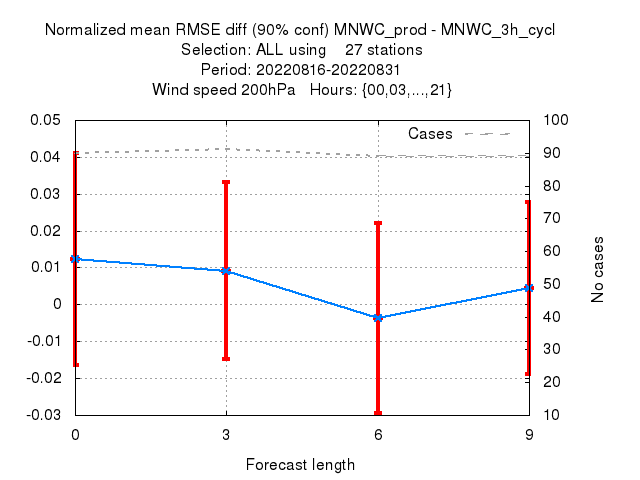 Normalized mean RMSE diff (90% conf) MNWC_prod - MNWC_3h_cycl
Selection: ALL using    27 stations
Period: 20220816-20220831
Wind speed 200hPa   Hours: {00,03,...,21}
Cases
0.05
0.04
0.03
0.02
0.01
0
-0.01
-0.02
-0.03
100
90
80
70
60
50
40
30
20
10
No cases
0 3 6 9
Forecast length